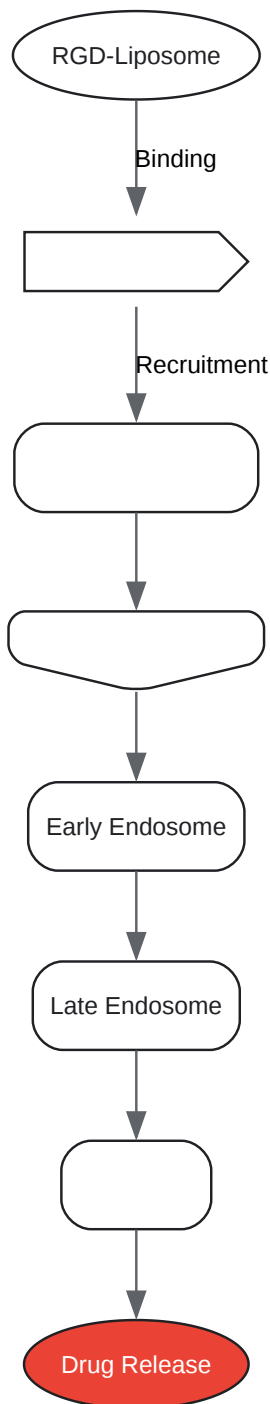 RGD-Liposome
Binding
Recruitment
Early Endosome
Late Endosome
Drug Release